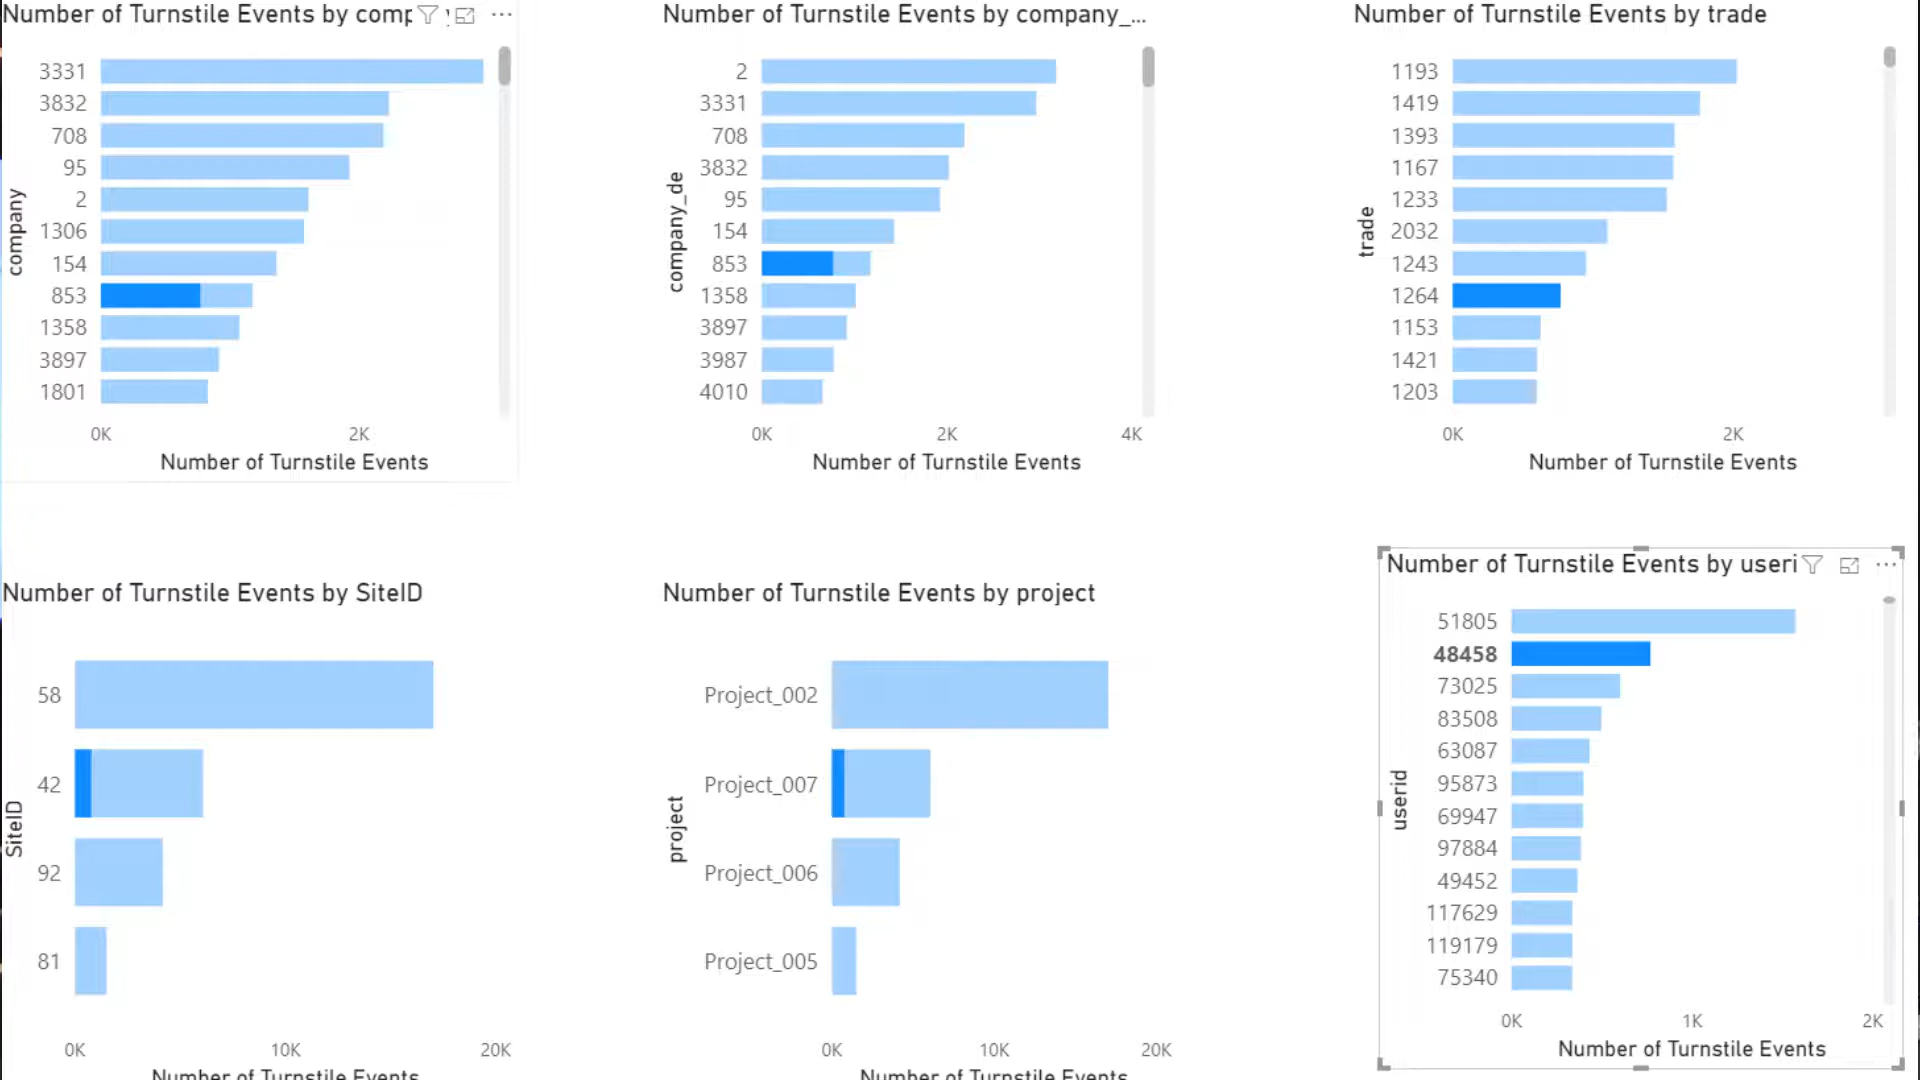 Number of Turnstile Events by comp
3331
3832
708
95
2
1306
154
853
1358
3897
1801
company
0K 2K
Number of Turnstile Events
Number of Turnstile Events by company_...
2
3331
708
3832
95
154
853
1358
3897
3987
4010
company_de
0K 2K 4K
Number of Turnstile Events
Number of Turnstile Events by trade
1193
1419
1393
1167
1233
2032
1243
1264
1153
1421
1203
trade
0K 2K
Number of Turnstile Events
Number of Turnstile Events by SiteID
58
42
92
81
SiteID
0K 10K 20K
Number of Turnstile Events
Number of Turnstile Events by project
Project_002
Project_007
Project_006
Project_005
project
0K 10K 20K
Number of Turnstile Events
Number of Turnstile Events by useri
51805
48458
73025
83508
63087
95873
69947
97884
49452
117629
119179
75340
userid
0K 1K 2K
Number of Turnstile Events